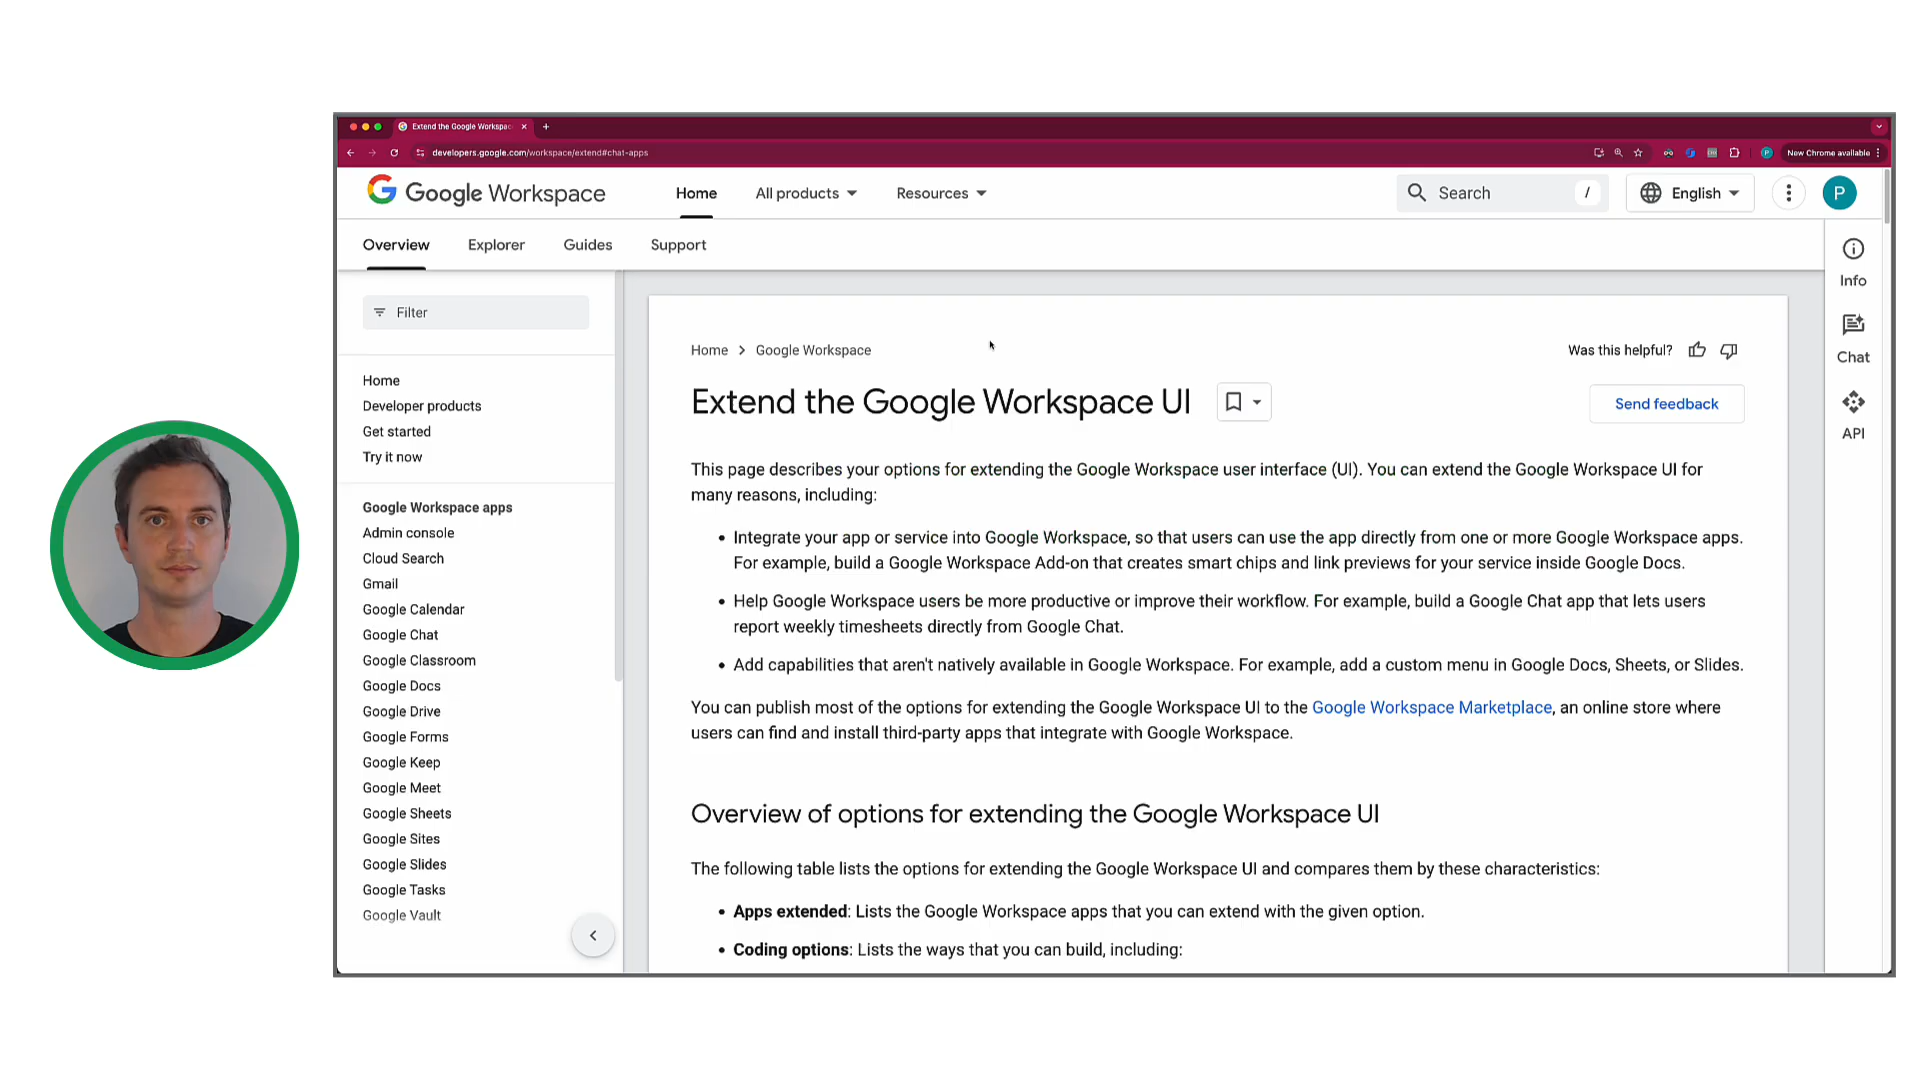 Extend the Google Workspac
developers.google.com/workspace/extend#chat-apps
New Chrome available
Google Workspace
Home
All products
Resources
Search
/
English
P
Overview
Explorer
Guides
Support
Filter
Home
Developer products
Get started
Try it now
Google Workspace apps
Admin console
Cloud Search
Gmail
Google Calendar
Google Chat
Google Classroom
Google Docs
Google Drive
Google Forms
Google Keep
Google Meet
Google Sheets
Google Sites
Google Slides
Google Tasks
Google Vault
Home > Google Workspace
Was this helpful?
Extend the Google Workspace UI
Send feedback
This page describes your options for extending the Google Workspace user interface (UI). You can extend the Google Workspace UI for
many reasons, including:
• Integrate your app or service into Google Workspace, so that users can use the app directly from one or more Google Workspace apps.
For example, build a Google Workspace Add-on that creates smart chips and link previews for your service inside Google Docs.
• Help Google Workspace users be more productive or improve their workflow. For example, build a Google Chat app that lets users
report weekly timesheets directly from Google Chat.
• Add capabilities that aren't natively available in Google Workspace. For example, add a custom menu in Google Docs, Sheets, or Slides.
You can publish most of the options for extending the Google Workspace UI to the Google Workspace Marketplace, an online store where
users can find and install third-party apps that integrate with Google Workspace.
Overview of options for extending the Google Workspace UI
The following table lists the options for extending the Google Workspace UI and compares them by these characteristics:
• Apps extended: Lists the Google Workspace apps that you can extend with the given option.
• Coding options: Lists the ways that you can build, including:
Info
Chat
API